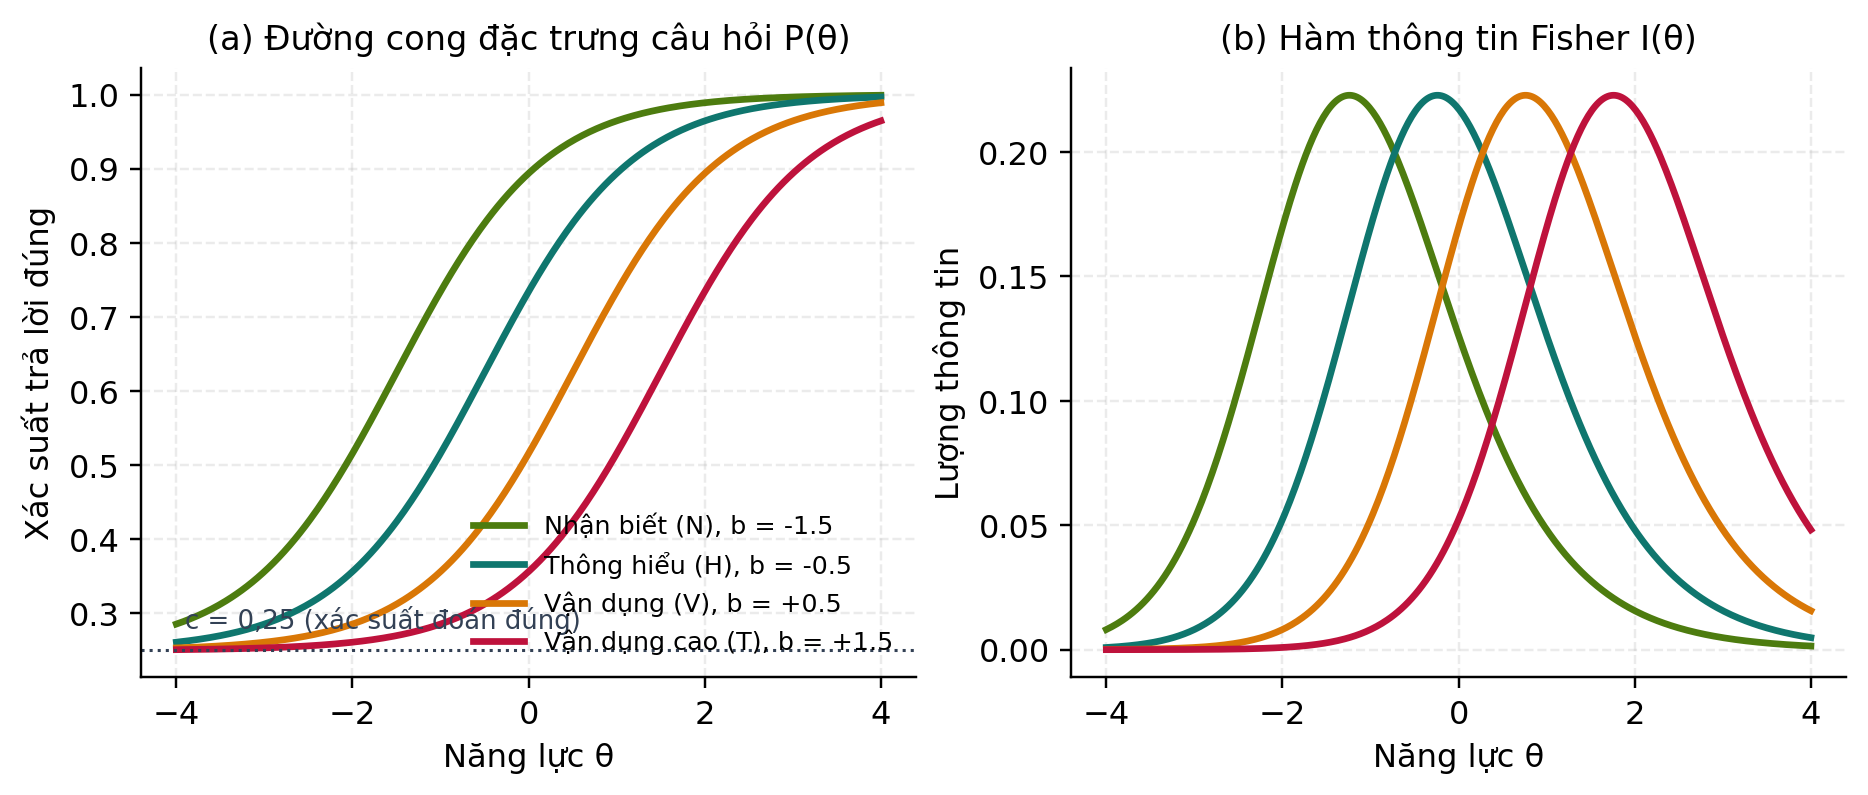 (a) Đường cong đặc trưng câu hỏi P(θ)
Xác suất trả lời đúng
1.0
0.9
0.8
0.7
0.6
0.5
0.4
0.3
Nhận biết (N), b = -1.5
Thông hiểu (H), b = -0.5
Vận dụng (V), b = +0.5
Vận dụng cao (T), b = +1.5
c = 0,25 (xác suất đoán đúng)
−4 −2 0 2 4
Năng lực θ
(b) Hàm thông tin Fisher I(θ)
Lượng thông tin
0.20
0.15
0.10
0.05
0.00
−4 −2 0 2 4
Năng lực θ